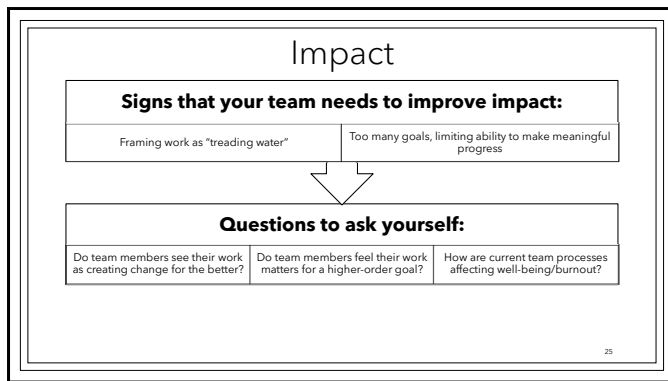 Impact
Signs that your team needs to improve impact:
Framing work as “treading water”
Too many goals, limiting ability to make meaningful
progress
Questions to ask yourself:
Do team members see their work
as creating change for the better?
Do team members feel their work
matters for a higher-order goal?
How are current team processes
affecting well-being/burnout?
25